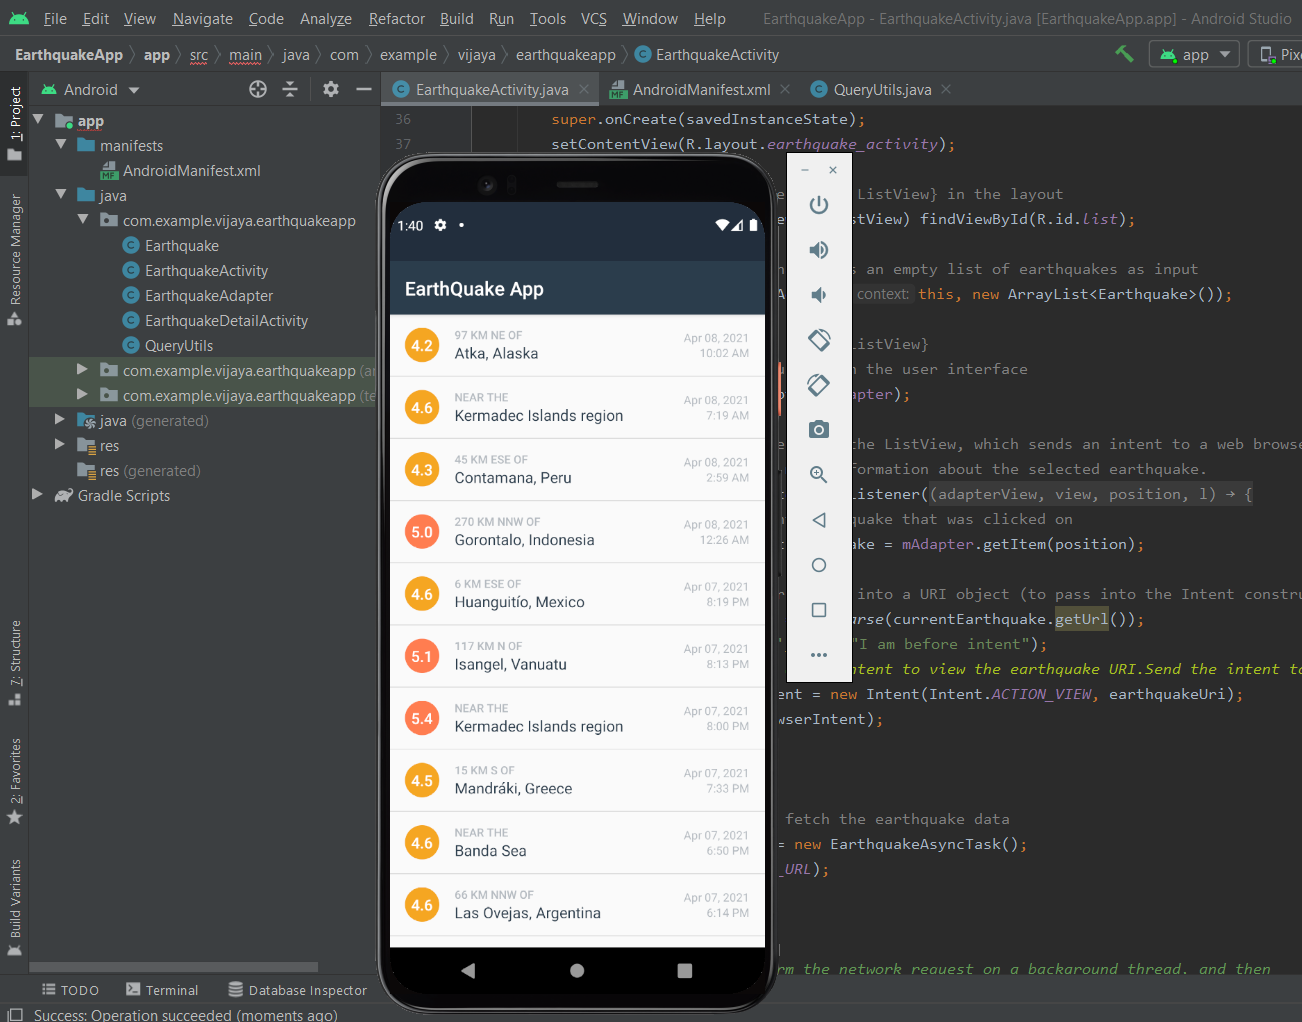 File Edit View Navigate Code Analyze Refactor Build Run Tools VCS Window Help EarthquakeApp - EarthquakeActivity.java [EarthquakeApp.app] - Android Studio
EarthquakeApp app src main java com example vijaya earthquakeapp EarthquakeActivity app
Android
EarthquakeActivity.java AndroidManifest.xml QueryUtils.java
1: Project
Resource Manager
7: Structure
2: Favorites
Build Variants
app
manifests
AndroidManifest.xml
java
com.example.vijaya.earthquakeapp
Earthquake
EarthquakeActivity
EarthquakeAdapter
EarthquakeDetailActivity
QueryUtils
com.example.vijaya.earthquakeapp
com.example.vijaya.earthquakeapp
java (generated)
res
res (generated)
Gradle Scripts
36 super.onCreate(savedInstanceState);
37 setContentView(R.layout.earthquake_activity);
ListView} in the layout
findViewById(R.id.list);
an empty list of earthquakes as input
context: this, new ArrayList<Earthquake>());
ListView}
the user interface
the ListView, which sends an intent to a web browse
formation about the selected earthquake.
Listener((adapterView, view, position, l) → {
quake that was clicked on
= mAdapter.getItem(position);
into a URI object (to pass into the Intent constru
(currentEarthquake.getUrl());
"I am before intent");
to view the earthquake URI.Send the intent to
= new Intent(Intent.ACTION_VIEW, earthquakeUri);
fetch the earthquake data
= new EarthquakeAsyncTask();
_URL);
the network request on a background thread, and then
1:40
EarthQuake App
4.2 97 KM NE OF Atka, Alaska Apr 08, 2021 10:02 AM
4.6 NEAR THE Kermadec Islands region Apr 08, 2021 7:19 AM
4.3 45 KM ESE OF Contamana, Peru Apr 08, 2021 2:59 AM
5.0 270 KM NNW OF Gorontalo, Indonesia Apr 08, 2021 12:26 AM
4.6 6 KM ESE OF Huanguitío, Mexico Apr 07, 2021 8:19 PM
5.1 117 KM N OF Isangel, Vanuatu Apr 07, 2021 8:13 PM
5.4 NEAR THE Kermadec Islands region Apr 07, 2021 8:00 PM
4.5 15 KM S OF Mandráki, Greece Apr 07, 2021 7:33 PM
4.6 NEAR THE Banda Sea Apr 07, 2021 6:50 PM
4.6 66 KM NNW OF Las Ovejas, Argentina Apr 07, 2021 6:14 PM
TODO Terminal Database Inspector
Success: Operation succeeded (moments ago)